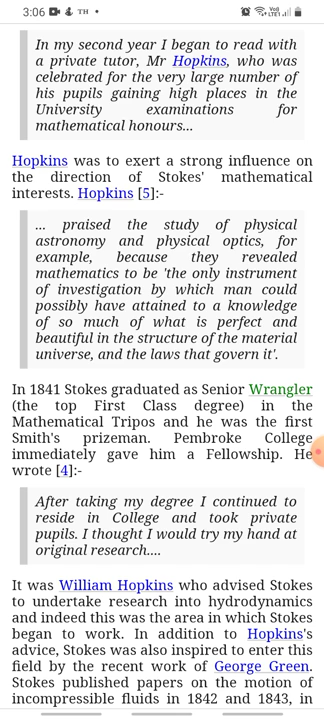 3:06 TH •
Vo) LTE1
In my second year I began to read with
a private tutor, Mr Hopkins, who was
celebrated for the very large number of
his pupils gaining high places in the
University examinations for
mathematical honours...
Hopkins was to exert a strong influence on
the direction of Stokes' mathematical
interests. Hopkins [5]:-
... praised the study of physical
astronomy and physical optics, for
example, because they revealed
mathematics to be 'the only instrument
of investigation by which man could
possibly have attained to a knowledge
of so much of what is perfect and
beautiful in the structure of the material
universe, and the laws that govern it'.
In 1841 Stokes graduated as Senior Wrangler
(the top First Class degree) in the
Mathematical Tripos and he was the first
Smith's prizeman. Pembroke College
immediately gave him a Fellowship. He
wrote [4]:-
After taking my degree I continued to
reside in College and took private
pupils. I thought I would try my hand at
original research....
It was William Hopkins who advised Stokes
to undertake research into hydrodynamics
and indeed this was the area in which Stokes
began to work. In addition to Hopkins's
advice, Stokes was also inspired to enter this
field by the recent work of George Green.
Stokes published papers on the motion of
incompressible fluids in 1842 and 1843, in